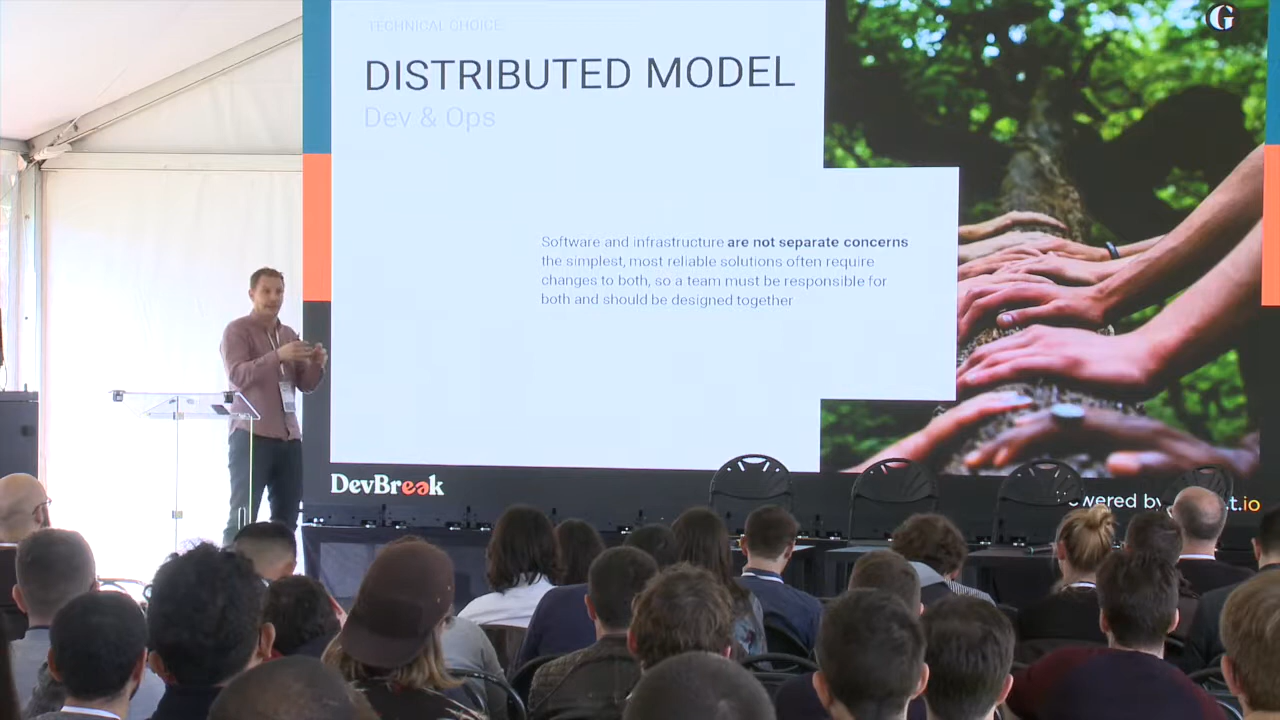 TECHNICAL CHOICE
G
DISTRIBUTED MODEL
Dev & Ops
Software and infrastructure are not separate concerns
the simplest, most reliable solutions often require
changes to both, so a team must be responsible for
both and should be designed together
DevBreak